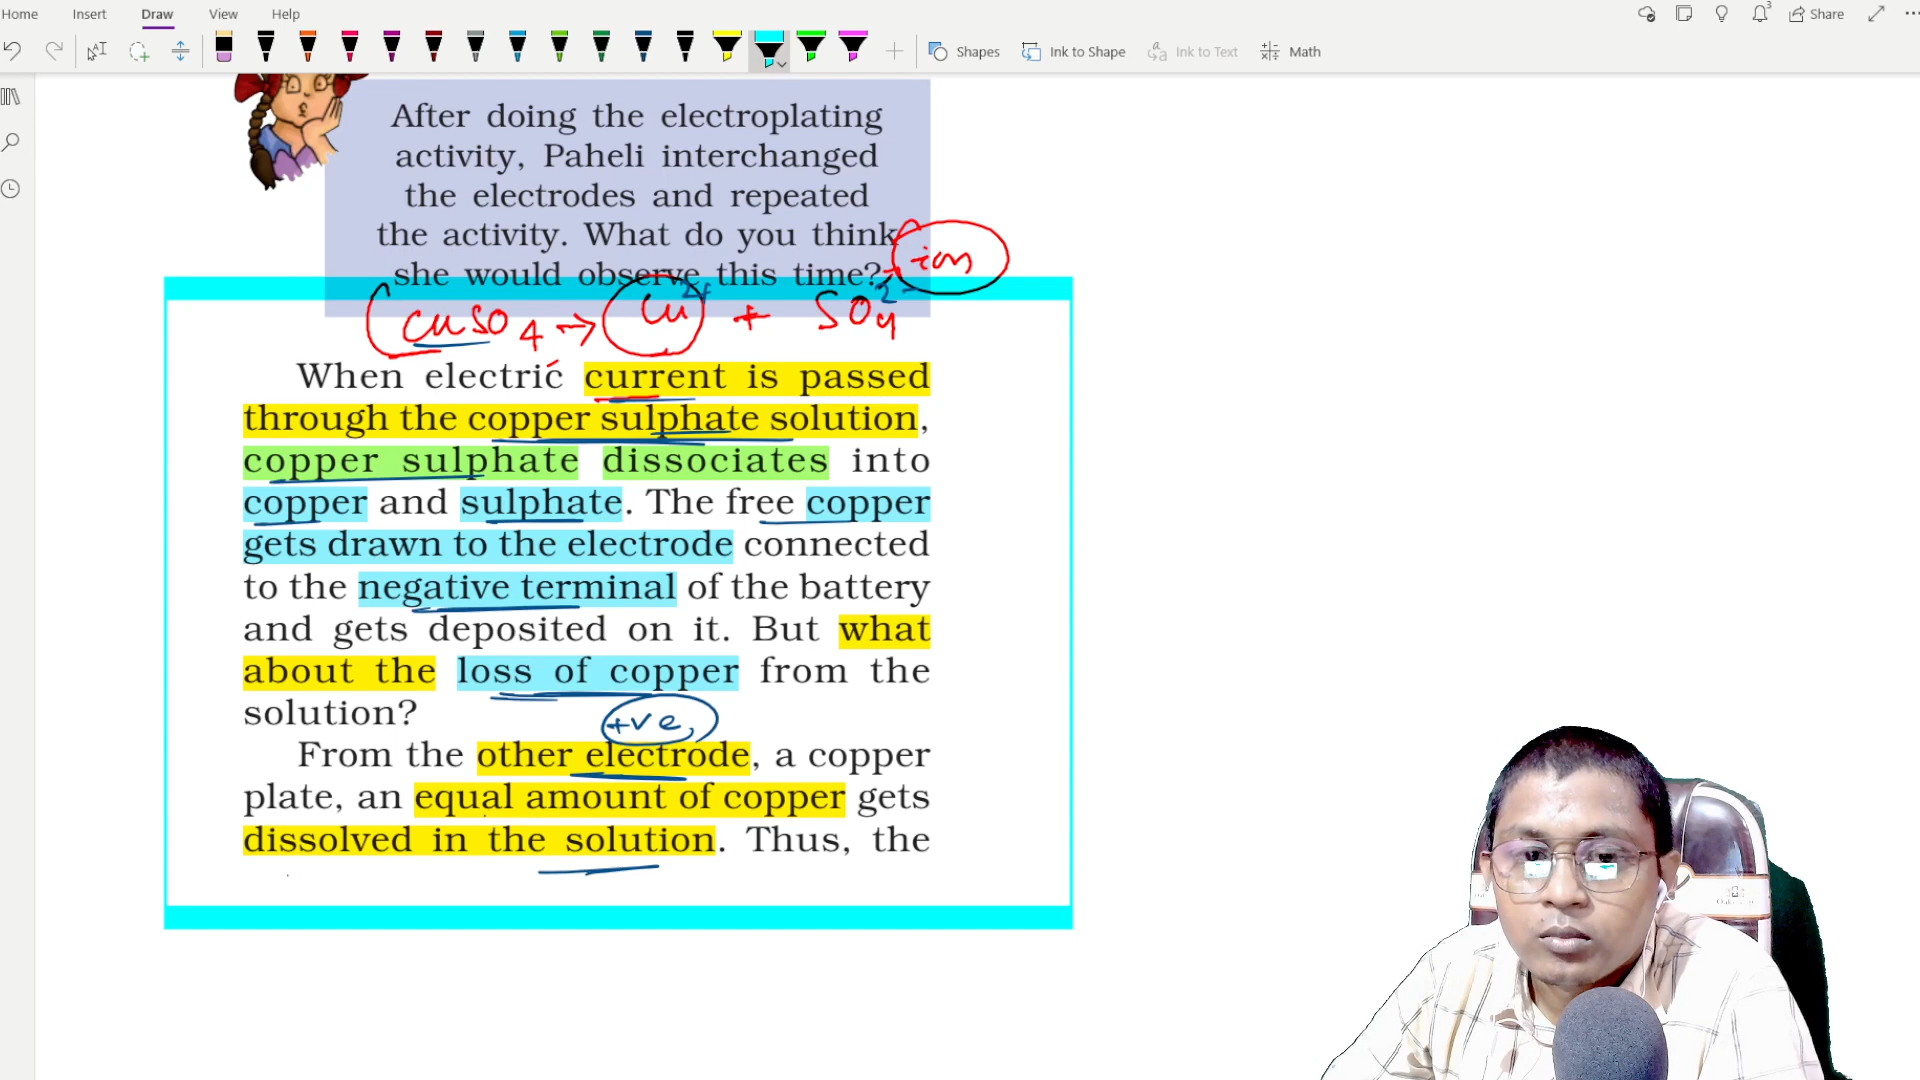 Home Insert Draw View Help
3 Share
Shapes Ink to Shape Ink to Text Math
After doing the electroplating
activity, Paheli interchanged
the electrodes and repeated
the activity. What do you think
she would observe this time?
ion
CuSO4 → Cu2+ + SO4 2-
When electric current is passed
through the copper sulphate solution,
copper sulphate dissociates into
copper and sulphate. The free copper
gets drawn to the electrode connected
to the negative terminal of the battery
and gets deposited on it. But what
about the loss of copper from the
solution?
+ve,
From the other electrode, a copper
plate, an equal amount of copper gets
dissolved in the solution. Thus, the